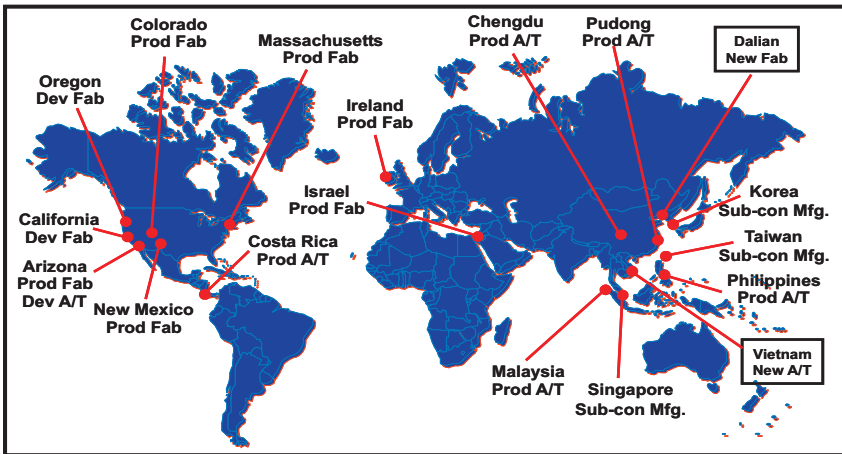 Colorado
Prod Fab
Massachusetts
Prod Fab
Oregon
Dev Fab
Ireland
Prod Fab
Chengdu
Prod A/T
Pudong
Prod A/T
Dalian
New Fab
Israel
Prod Fab
California
Dev Fab
Arizona
Prod Fab
Dev A/T
New Mexico
Prod Fab
Costa Rica
Prod A/T
Korea
Sub-con Mfg.
Taiwan
Sub-con Mfg.
Philippines
Prod A/T
Malaysia
Prod A/T
Singapore
Sub-con Mfg.
Vietnam
New A/T